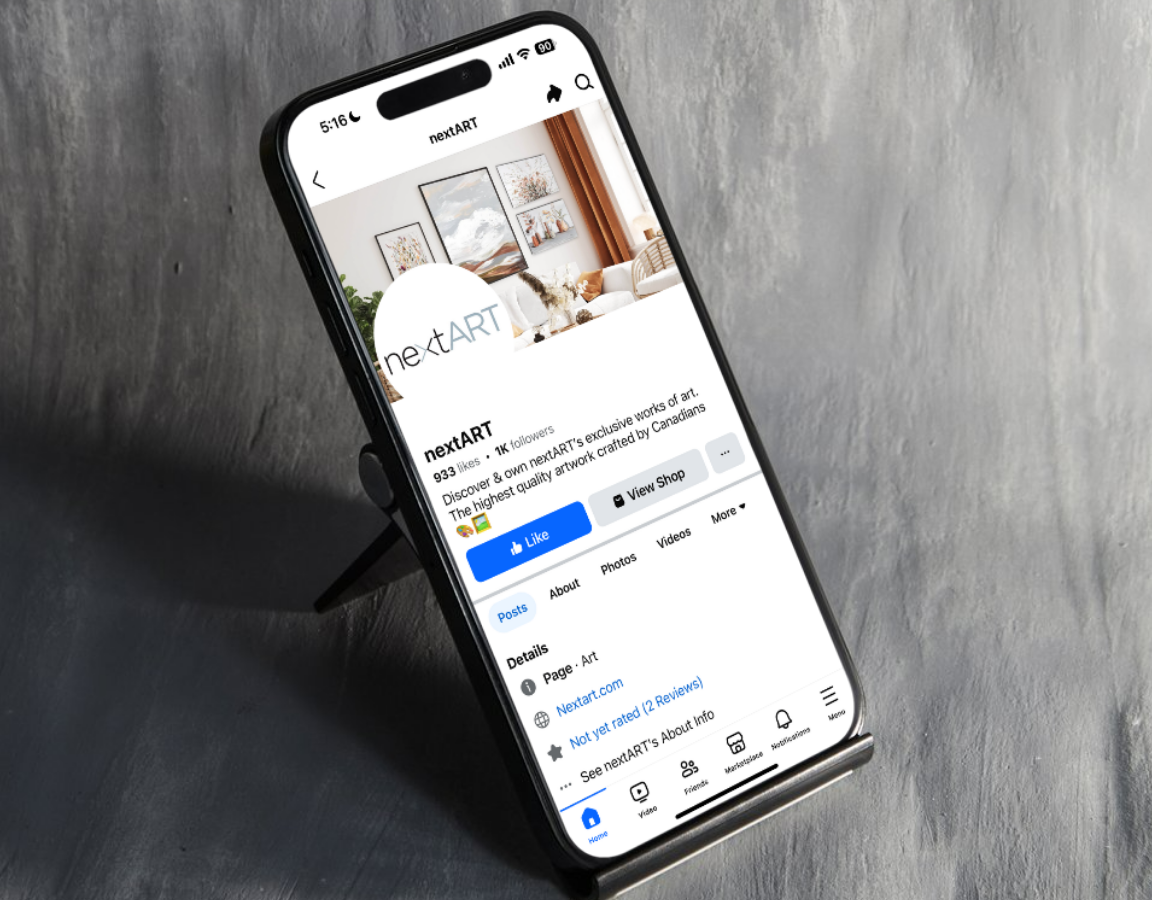 5:16
90
nextART
nextART
nextART
933 likes • 1K followers
Discover & own nextART's exclusive works of art.
The highest quality artwork crafted by Canadians
🎨🖼️
Like
View Shop
...
Posts
About
Photos
Videos
More
Details
Page · Art
Nextart.com
Not yet rated (2 Reviews)
... See nextART's About Info
Home
Video
Friends
Marketplace
Notifications
Menu